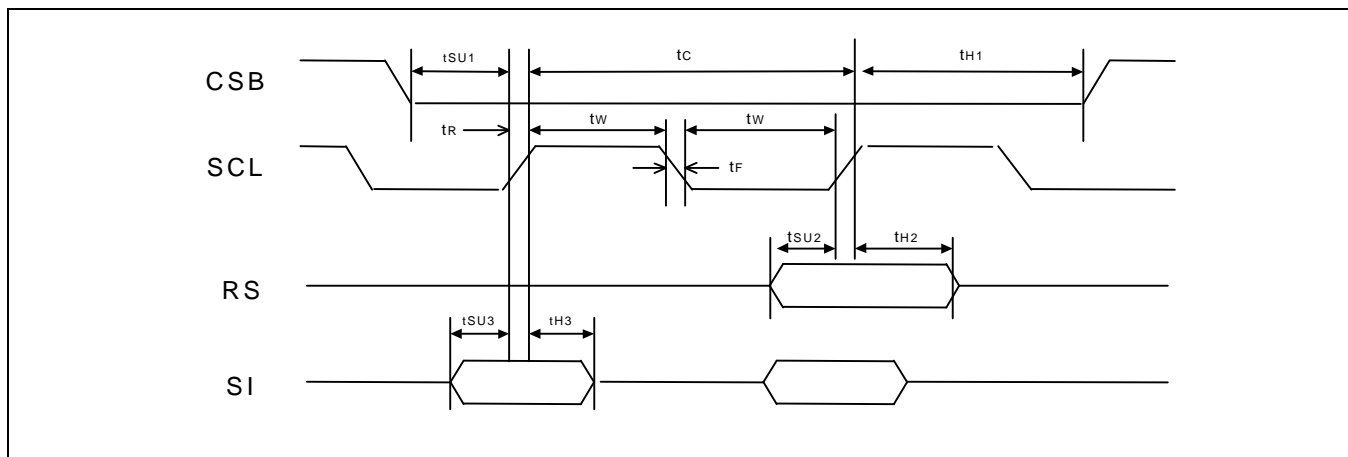 tSU1
tC
tH1
CSB
tR
tW
tW
SCL
tF
tSU2
tH2
RS
tSU3
tH3
SI